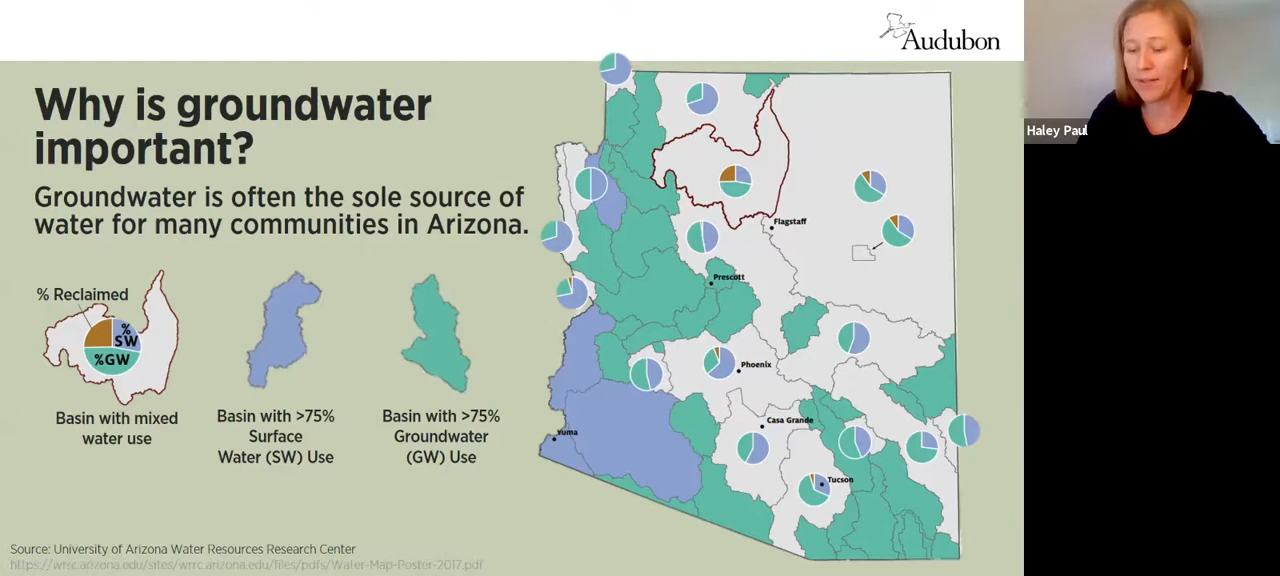 Audubon
Why is groundwater
important?
Groundwater is often the sole source of
water for many communities in Arizona.
% Reclaimed
%
SW
%GW
Basin with mixed
water use
Basin with >75%
Surface
Water (SW) Use
Basin with >75%
Groundwater
(GW) Use
Flagstaff
Prescott
Phoenix
Casa Grande
Yuma
Tucson
Source: University of Arizona Water Resources Research Center
https://wrrc.arizona.edu/sites/wrrc.arizona.edu/files/pdfs/Water-Map-Poster-2017.pdf
Haley Paul